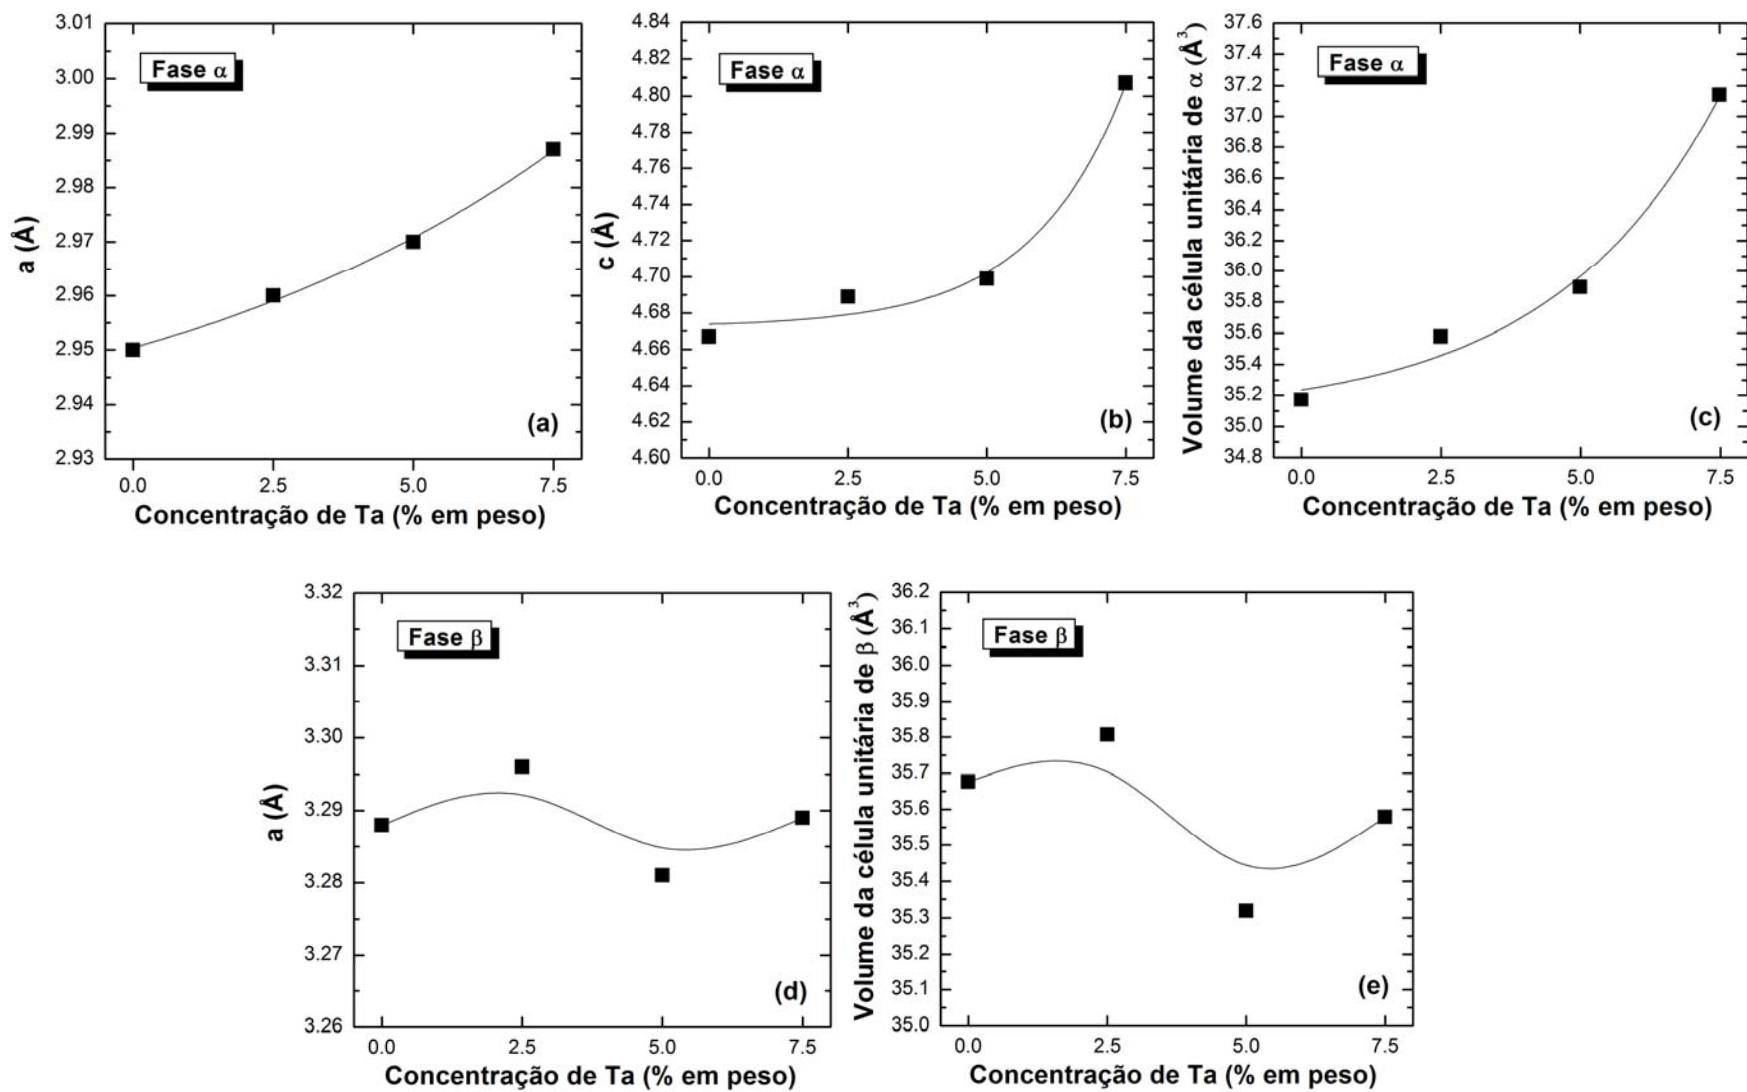 Fase α
a (Å)
3.01
3.00
2.99
2.98
2.97
2.96
2.95
2.94
2.93
0.0 2.5 5.0 7.5
Concentração de Ta (% em peso)
(a)
Fase α
c (Å)
4.84
4.82
4.80
4.78
4.76
4.74
4.72
4.70
4.68
4.66
4.64
4.62
4.60
0.0 2.5 5.0 7.5
Concentração de Ta (% em peso)
(b)
Fase α
Volume da célula unitária de α (Å³)
37.6
37.4
37.2
37.0
36.8
36.6
36.4
36.2
36.0
35.8
35.6
35.4
35.2
35.0
34.8
0.0 2.5 5.0 7.5
Concentração de Ta (% em peso)
(c)
Fase β
a (Å)
3.32
3.31
3.30
3.29
3.28
3.27
3.26
0.0 2.5 5.0 7.5
Concentração de Ta (% em peso)
(d)
Fase β
Volume da célula unitária de β (Å³)
36.2
36.1
36.0
35.9
35.8
35.7
35.6
35.5
35.4
35.3
35.2
35.1
35.0
0.0 2.5 5.0 7.5
Concentração de Ta (% em peso)
(e)